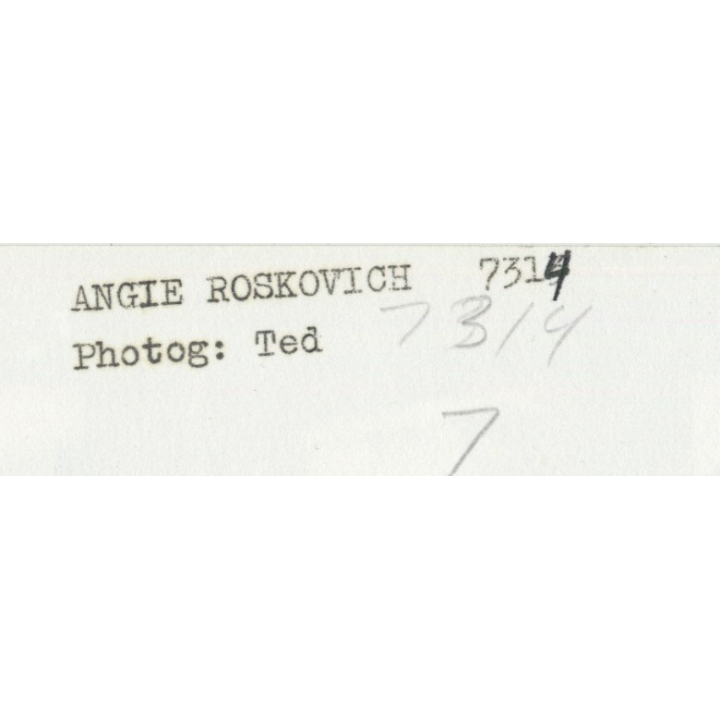 ANGIE ROSKOVICH 7314
Photog: Ted
7314
7